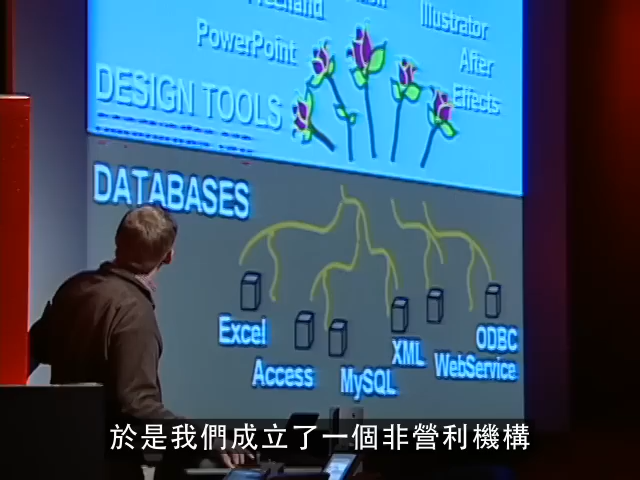 Illustrator
PowerPoint
After
Effects
DESIGN TOOLS
DATABASES
Excel
Access
MySQL
XML
WebService
ODBC
於是我們成立了一個非營利機構